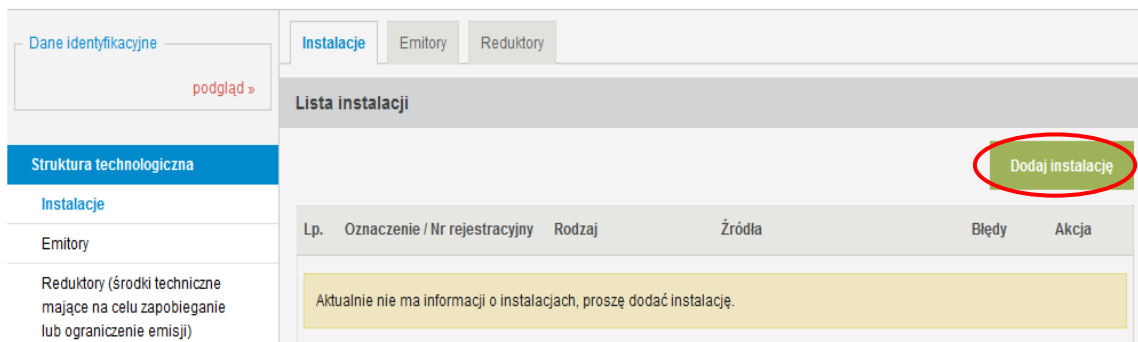 Dane identyfikacyjne
podgląd »
Struktura technologiczna
Instalacje
Emitory
Reduktory (środki techniczne
mające na celu zapobieganie
lub ograniczenie emisji)
Instalacje Emitory Reduktory
Lista instalacji
Dodaj instalację
Lp. Oznaczenie / Nr rejestracyjny Rodzaj Źródła Błędy Akcja
Aktualnie nie ma informacji o instalacjach, proszę dodać instalację.